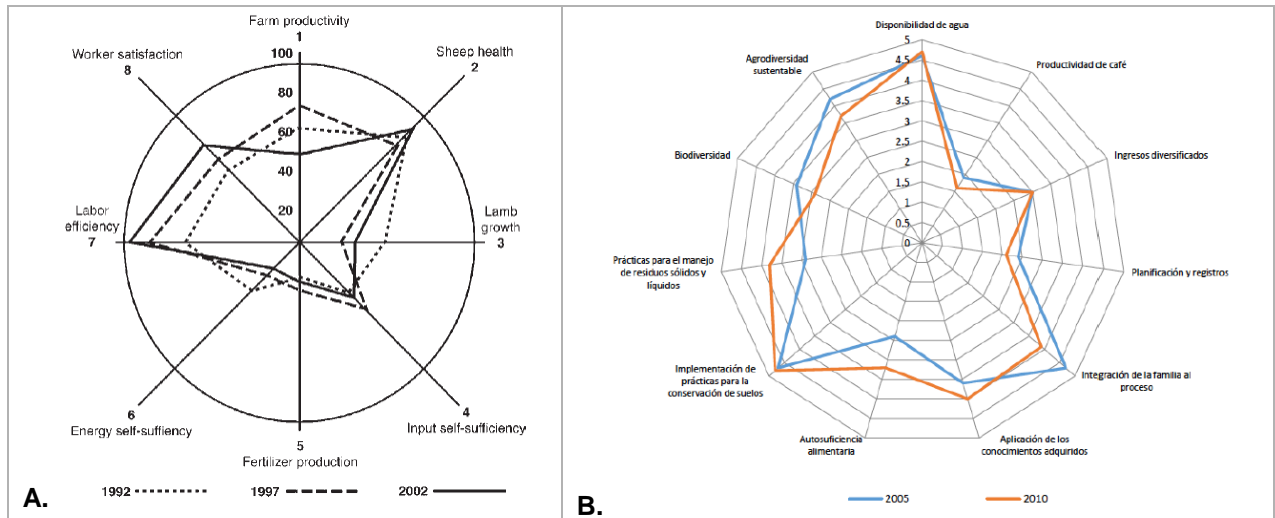 Farm productivity
1
100
80
60
40
20
Sheep health
2
Lamb
growth
3
4
Input self-sufficiency
5
Fertilizer production
6
Energy self-suffiency
Labor
efficiency
7
Worker satisfaction
8
1992
1997
2002
A.
Disponibilidad de agua
5
4.5
4
3.5
3
2.5
2
1.5
1
0.5
0
Productividad de café
Ingresos diversificados
Planificación y registros
Integración de la familia al
proceso
Aplicación de los
conocimientos adquiridos
Autosuficiencia
alimentaria
Implementación de
prácticas para la
conservación de suelos
Prácticas para el manejo
de residuos sólidos y
líquidos
Biodiversidad
Agrodiversidad
sustentable
2005
2010
B.